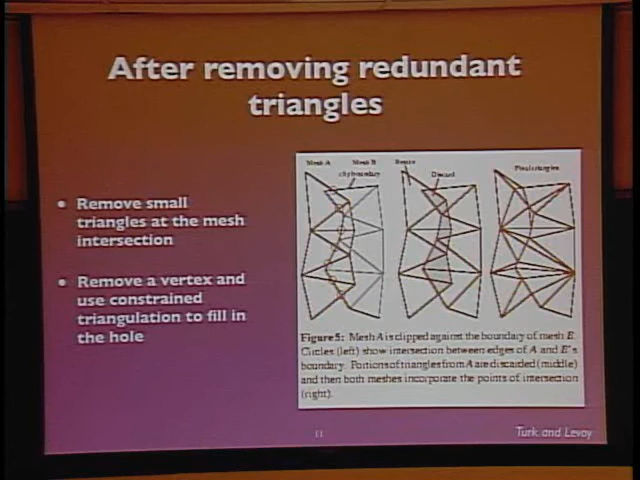 After removing redundant
triangles
• Remove small
triangles at the mesh
intersection
• Remove a vertex and
use constrained
triangulation to fill in
the hole
Mesh A Mesh B
clip boundary
Discard
Final triangles
Figure 5: Mesh A is clipped against the boundary of mesh B.
Circles (left) show intersection between edges of A and B's
boundary. Portions of triangles from A are discarded (middle)
and then both meshes incorporate the points of intersection
(right).
11
Turk and Levoy